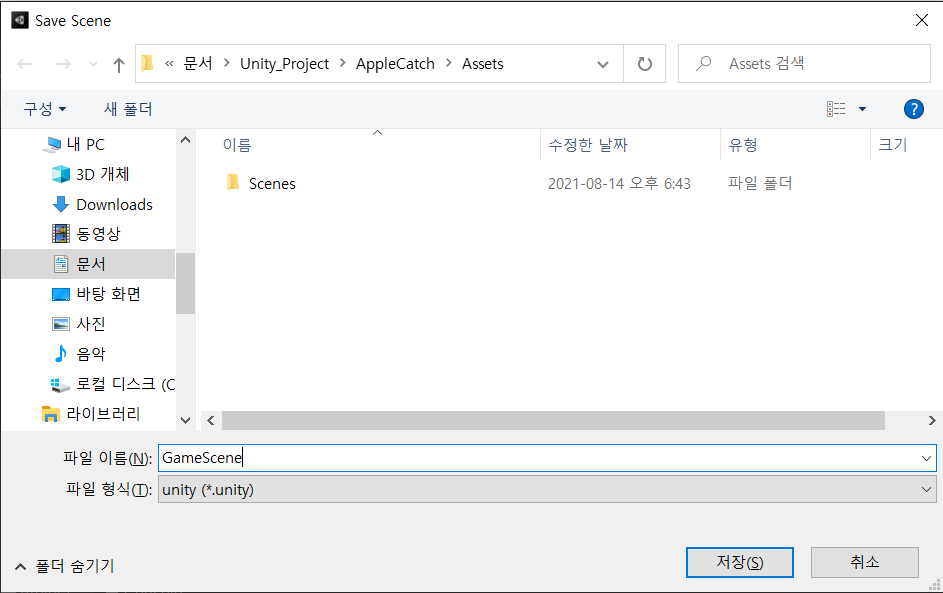 Save Scene
« 문서 > Unity_Project > AppleCatch > Assets
Assets 검색
구성 새 폴더
?
내 PC
3D 개체
Downloads
동영상
문서
바탕 화면
사진
음악
로컬 디스크 (C
라이브러리
이름 수정한 날짜 유형 크기
Scenes 2021-08-14 오후 6:43 파일 폴더
파일 이름(N): GameScene
파일 형식(T): unity (*.unity)
폴더 숨기기
저장(S) 취소